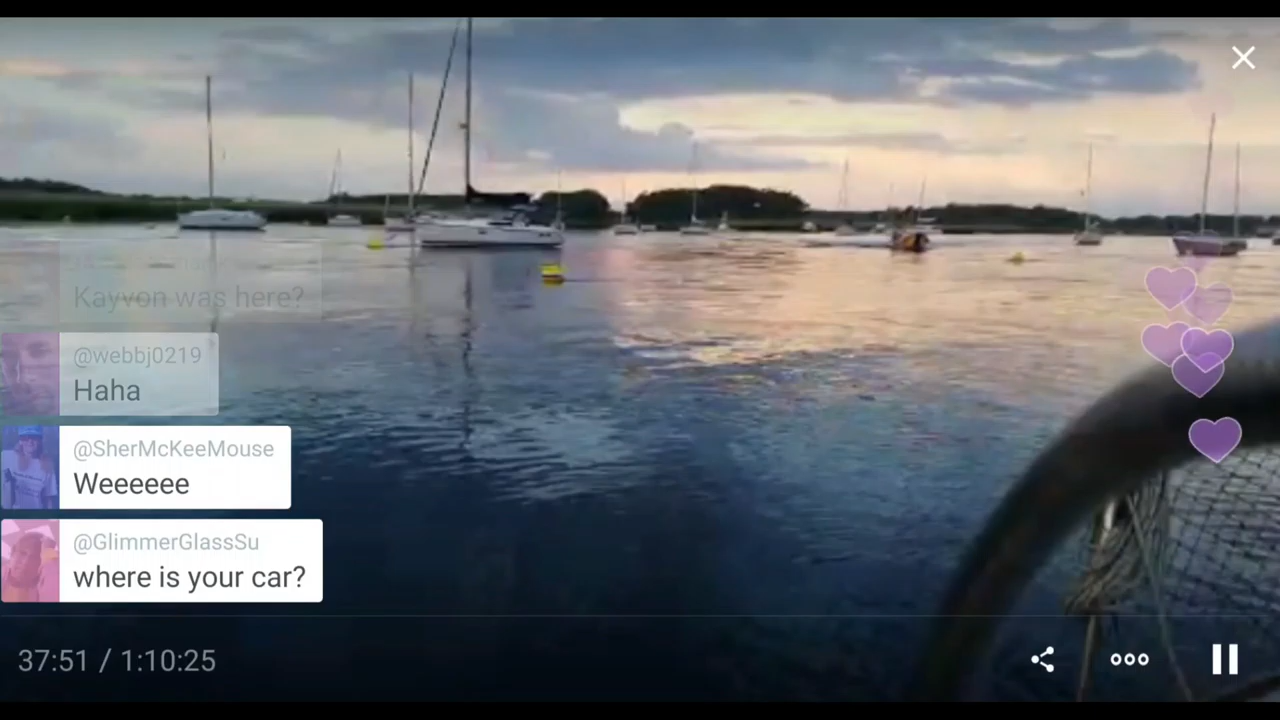 Kayvon was here?
@webbj0219
Haha
@SherMcKeeMouse
Weeeeee
@GlimmerGlassSu
where is your car?
37:51 / 1:10:25